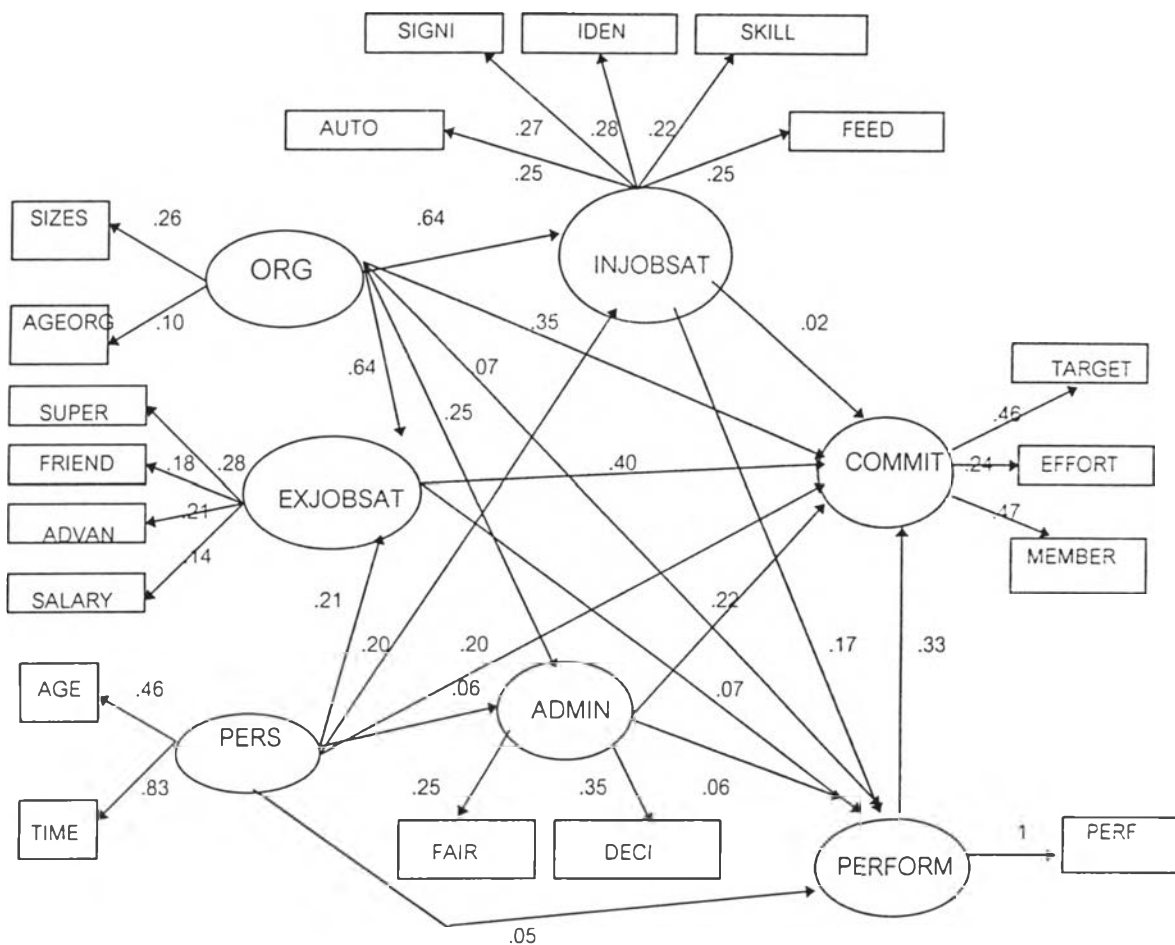 SIGNI IDEN SKILL
AUTO .27 .28 .22 FEED
.25 .25
SIZES .26 .64
ORG INJOBSAT
AGEORG .10 .35 .07 .02
.64 .25 TARGET
SUPER .46
FRIEND .18 .28 .40 COMMIT .24 EFFORT
EXJOBSAT
ADVAN .21 .47
.14 MEMBER
SALARY .21 .20 .20 .22 .17 .33
AGE .46 .06 .07
PERS ADMIN
.83 .25 .35 .06
TIME FAIR DECI 1 PERF
PERFORM
.05